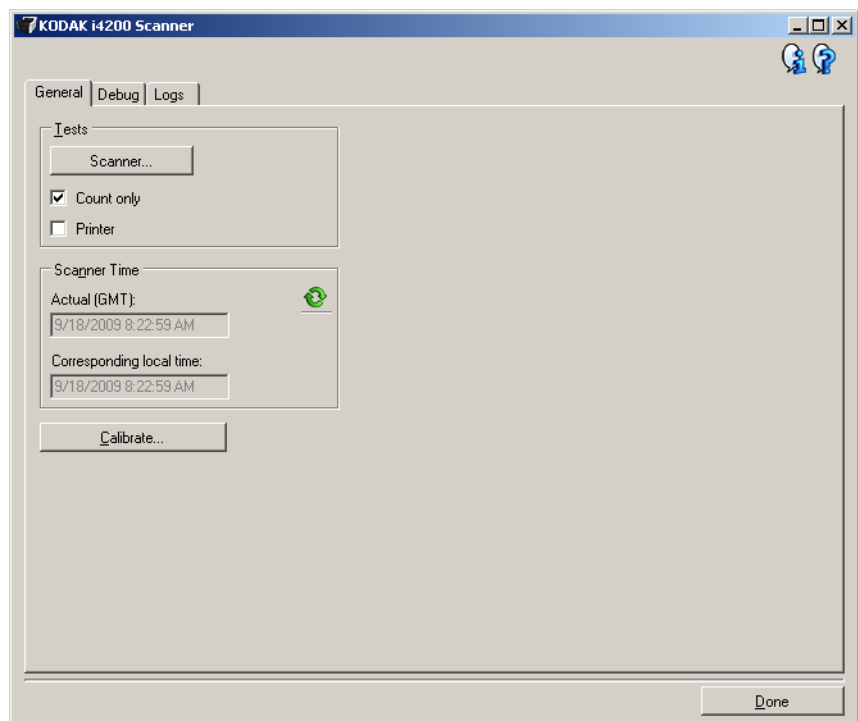 KODAK i4200 Scanner
General Debug Logs
Tests
Scanner...
Count only
Printer
Scanner Time
Actual (GMT):
9/18/2009 8:22:59 AM
Corresponding local time:
9/18/2009 8:22:59 AM
Calibrate...
Done